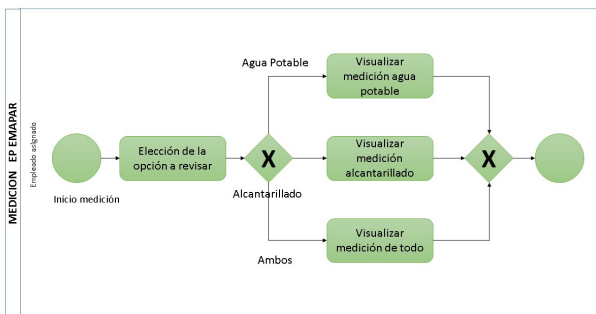 MEDICION EP EMAPAR
Empleado asignado
Inicio medición
Elección de la
opción a revisar
X
Agua Potable
Alcantarillado
Ambos
Visualizar
medición agua
potable
Visualizar
medición
alcantarillado
Visualizar
medición de todo
X